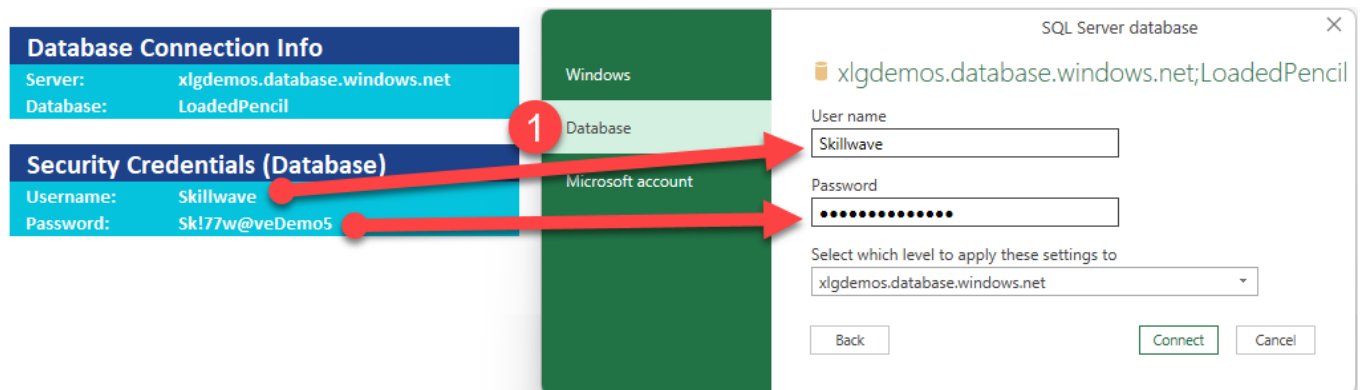 Database Connection Info
Server: xlgdemos.database.windows.net
Database: LoadedPencil
Security Credentials (Database)
Username: Skillwave
Password: Sk!77w@veDemo5
1
SQL Server database
Windows
Database
Microsoft account
xlgdemos.database.windows.net;LoadedPencil
User name
Skillwave
Password
••••••••••••••
Select which level to apply these settings to
xlgdemos.database.windows.net
Back Connect Cancel